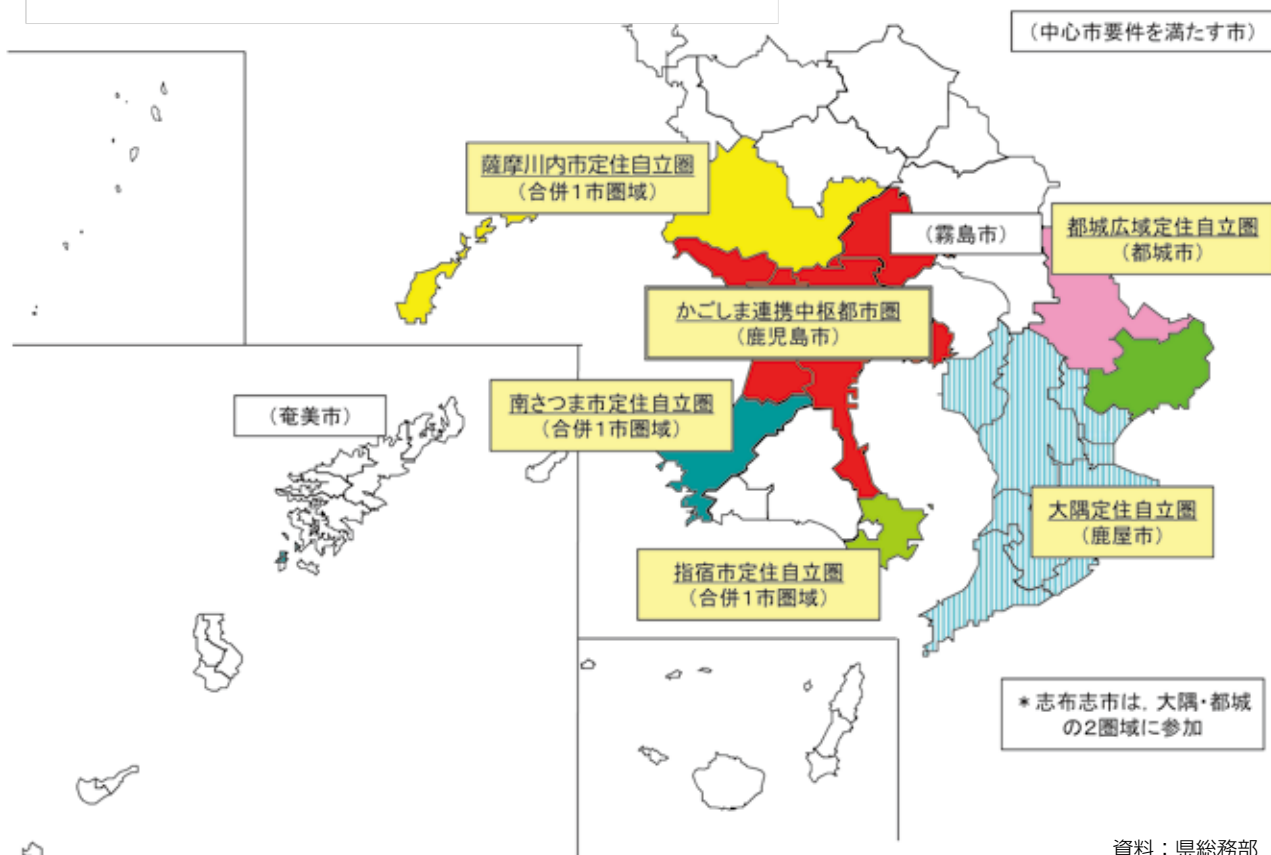 （中心市要件を満たす市）
薩摩川内市定住自立圏
（合併1市圏域）
（霧島市）
都城広域定住自立圏
（都城市）
かごしま連携中枢都市圏
（鹿児島市）
南さつま市定住自立圏
（合併1市圏域）
（奄美市）
大隅定住自立圏
（鹿屋市）
指宿市定住自立圏
（合併1市圏域）
＊志布志市は，大隅・都城
の2圏域に参加
資料：県総務部